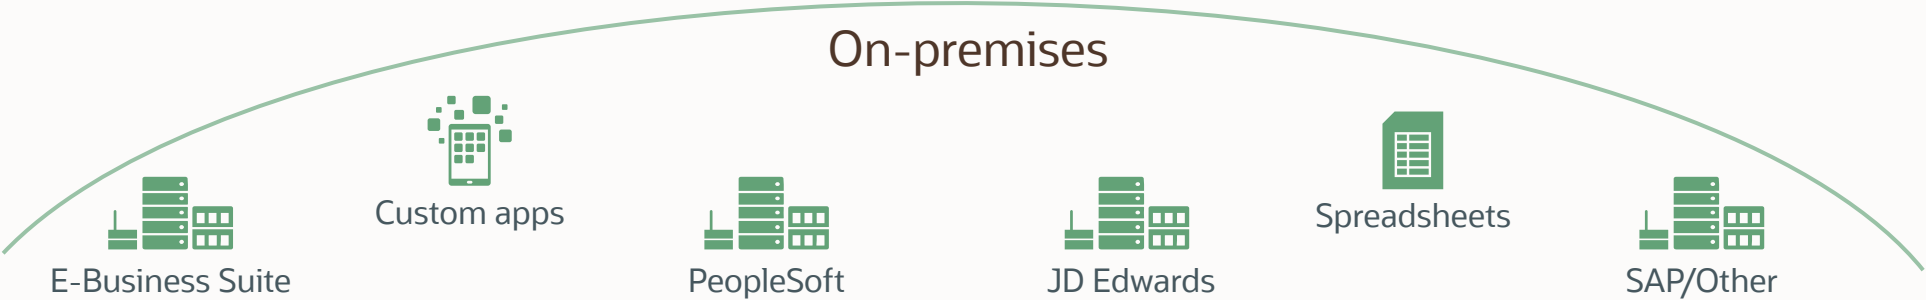 On-premises
Custom apps
Spreadsheets
E-Business Suite
PeopleSoft
JD Edwards
SAP/Other